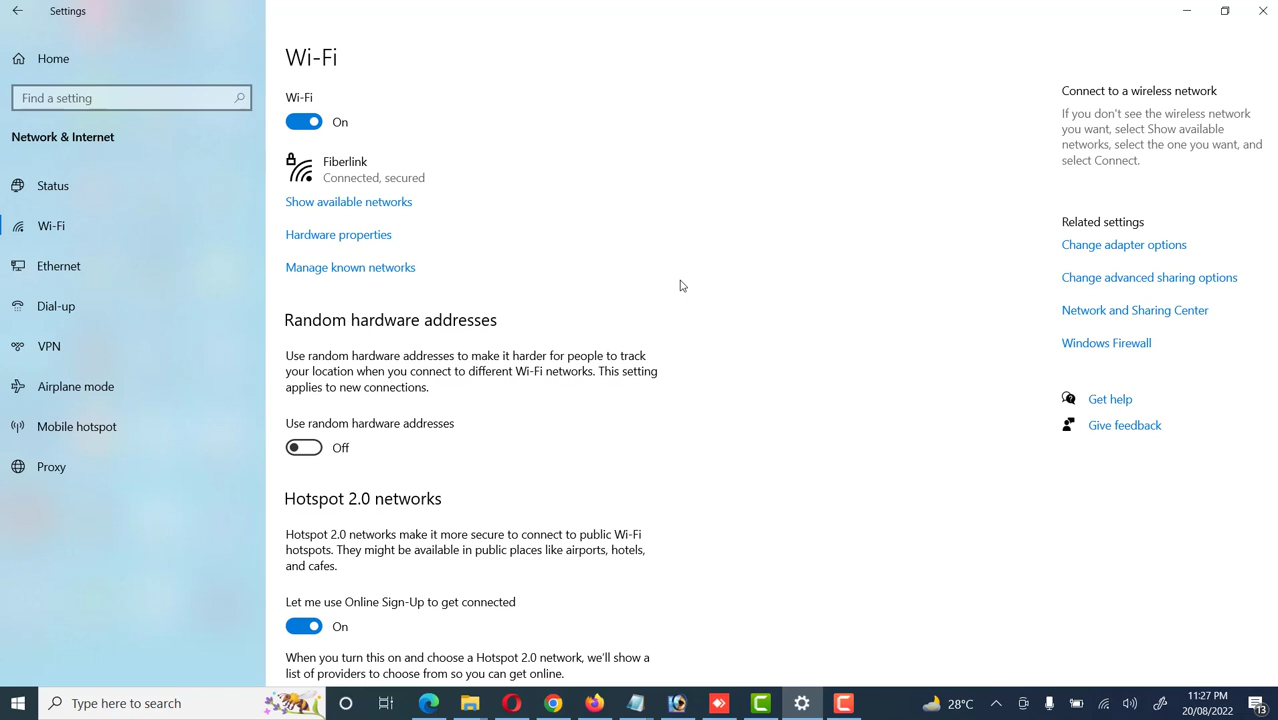 Settings
Home
Find a setting
Network & Internet
Status
Wi-Fi
Ethernet
Dial-up
VPN
Airplane mode
Mobile hotspot
Proxy
Wi-Fi
Wi-Fi
On
Fiberlink
Connected, secured
Show available networks
Hardware properties
Manage known networks
Random hardware addresses
Use random hardware addresses to make it harder for people to track
your location when you connect to different Wi-Fi networks. This setting
applies to new connections.
Use random hardware addresses
Off
Hotspot 2.0 networks
Hotspot 2.0 networks make it more secure to connect to public Wi-Fi
hotspots. They might be available in public places like airports, hotels,
and cafes.
Let me use Online Sign-Up to get connected
On
When you turn this on and choose a Hotspot 2.0 network, we'll show a
list of providers to choose from so you can get online.
Connect to a wireless network
If you don't see the wireless network
you want, select Show available
networks, select the one you want, and
select Connect.
Related settings
Change adapter options
Change advanced sharing options
Network and Sharing Center
Windows Firewall
Get help
Give feedback
Type here to search
28°C
11:27 PM
20/08/2022
13